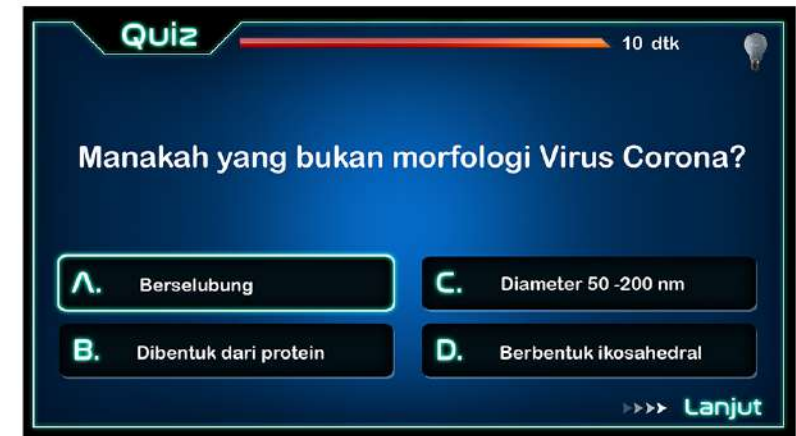 Quiz
10 dtk
Manakah yang bukan morfologi Virus Corona?
A. Berselubung
B. Dibentuk dari protein
C. Diameter 50 -200 nm
D. Berbentuk ikosahedral
Lanjut